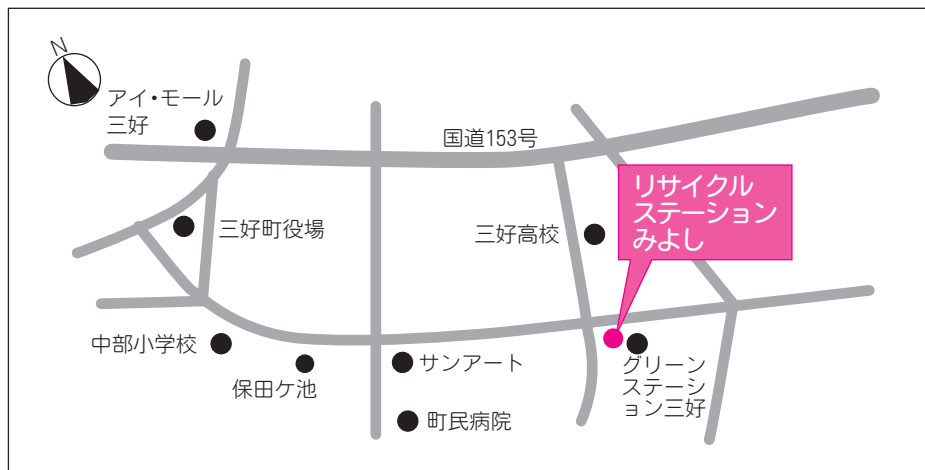 N
アイ・モール
三好
国道153号
リサイクル
ステーション
みよし
三好町役場
三好高校
中部小学校
保田ケ池
サンアート
グリーン
ステーシ
ョン三好
町民病院